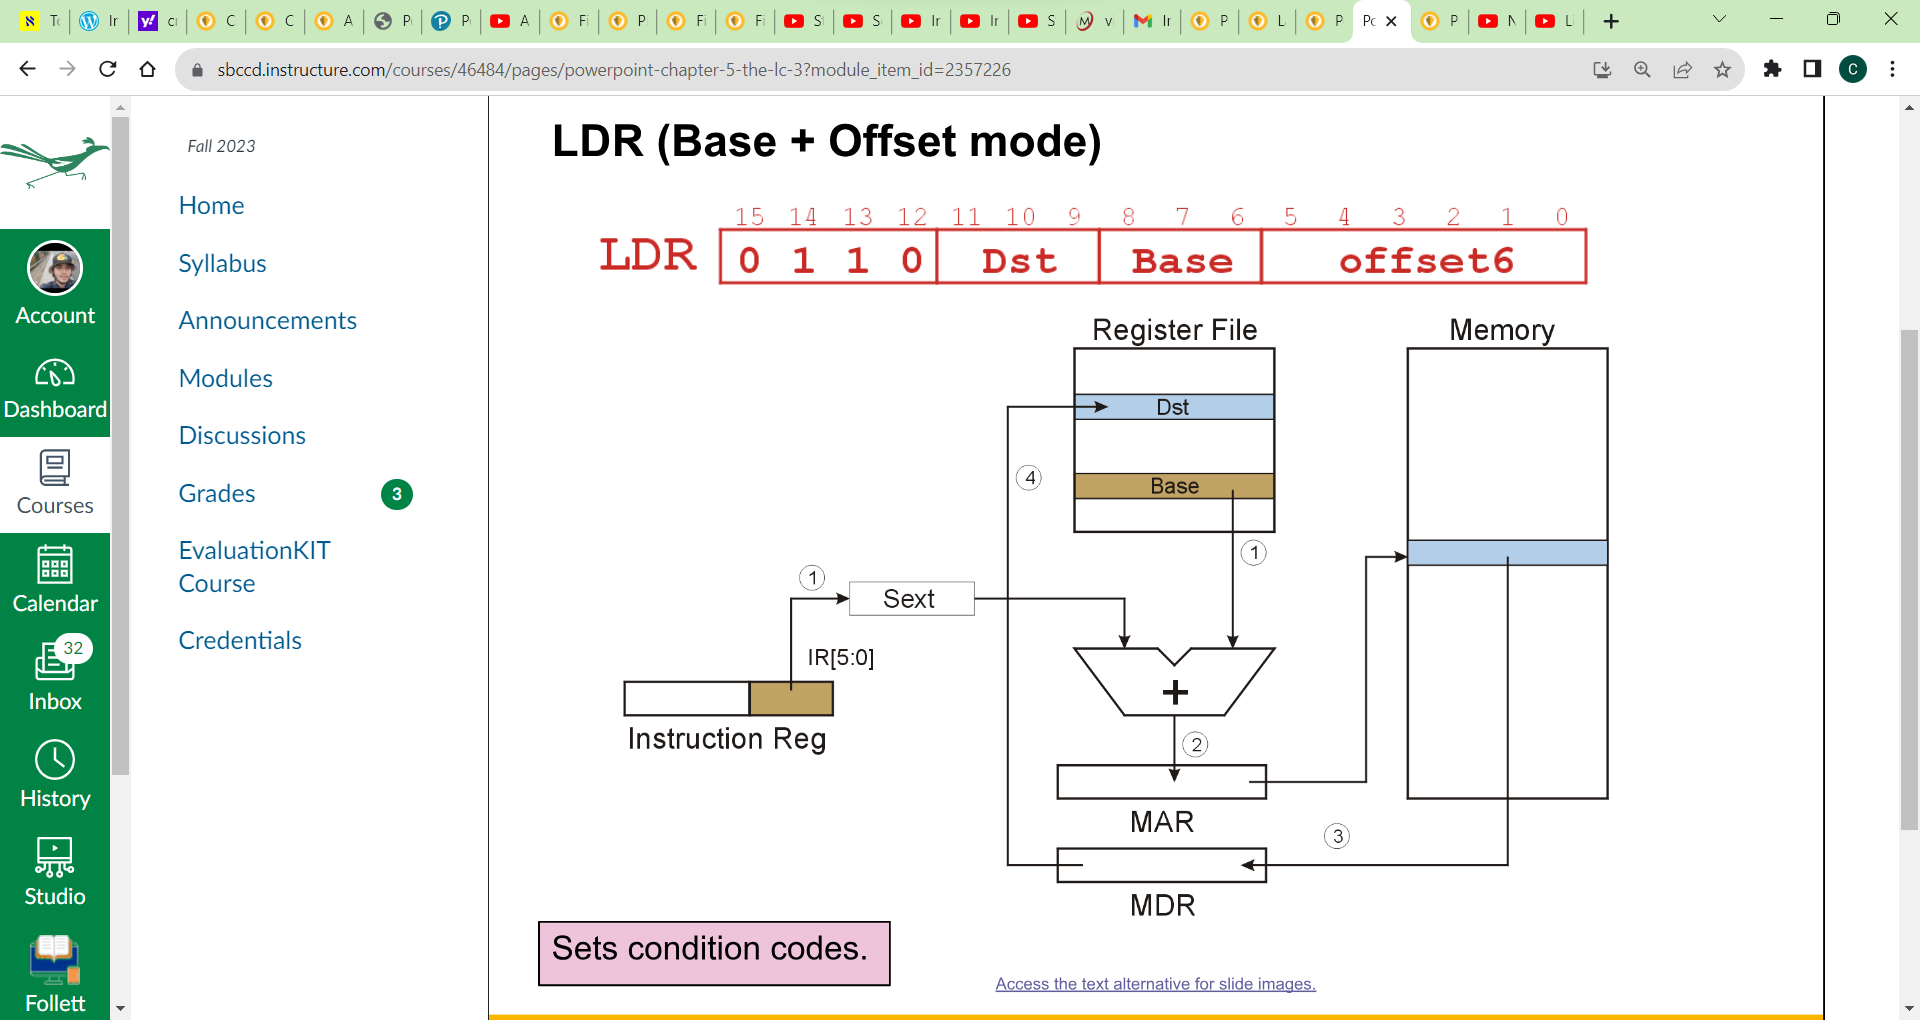 sbccd.instructure.com/courses/46484/pages/powerpoint-chapter-5-the-lc-3?module_item_id=2357226
C
Account
Dashboard
Courses
Calendar
32
Inbox
History
Studio
Follett
Fall 2023
Home
Syllabus
Announcements
Modules
Discussions
Grades 3
EvaluationKIT
Course
Credentials
LDR (Base + Offset mode)
15 14 13 12 11 10 9 8 7 6 5 4 3 2 1 0
LDR 0 1 1 0 Dst Base offset6
Register File
Memory
Dst
4
Base
1
1
Sext
IR[5:0]
+
Instruction Reg
2
MAR
3
MDR
Sets condition codes.
Access the text alternative for slide images.